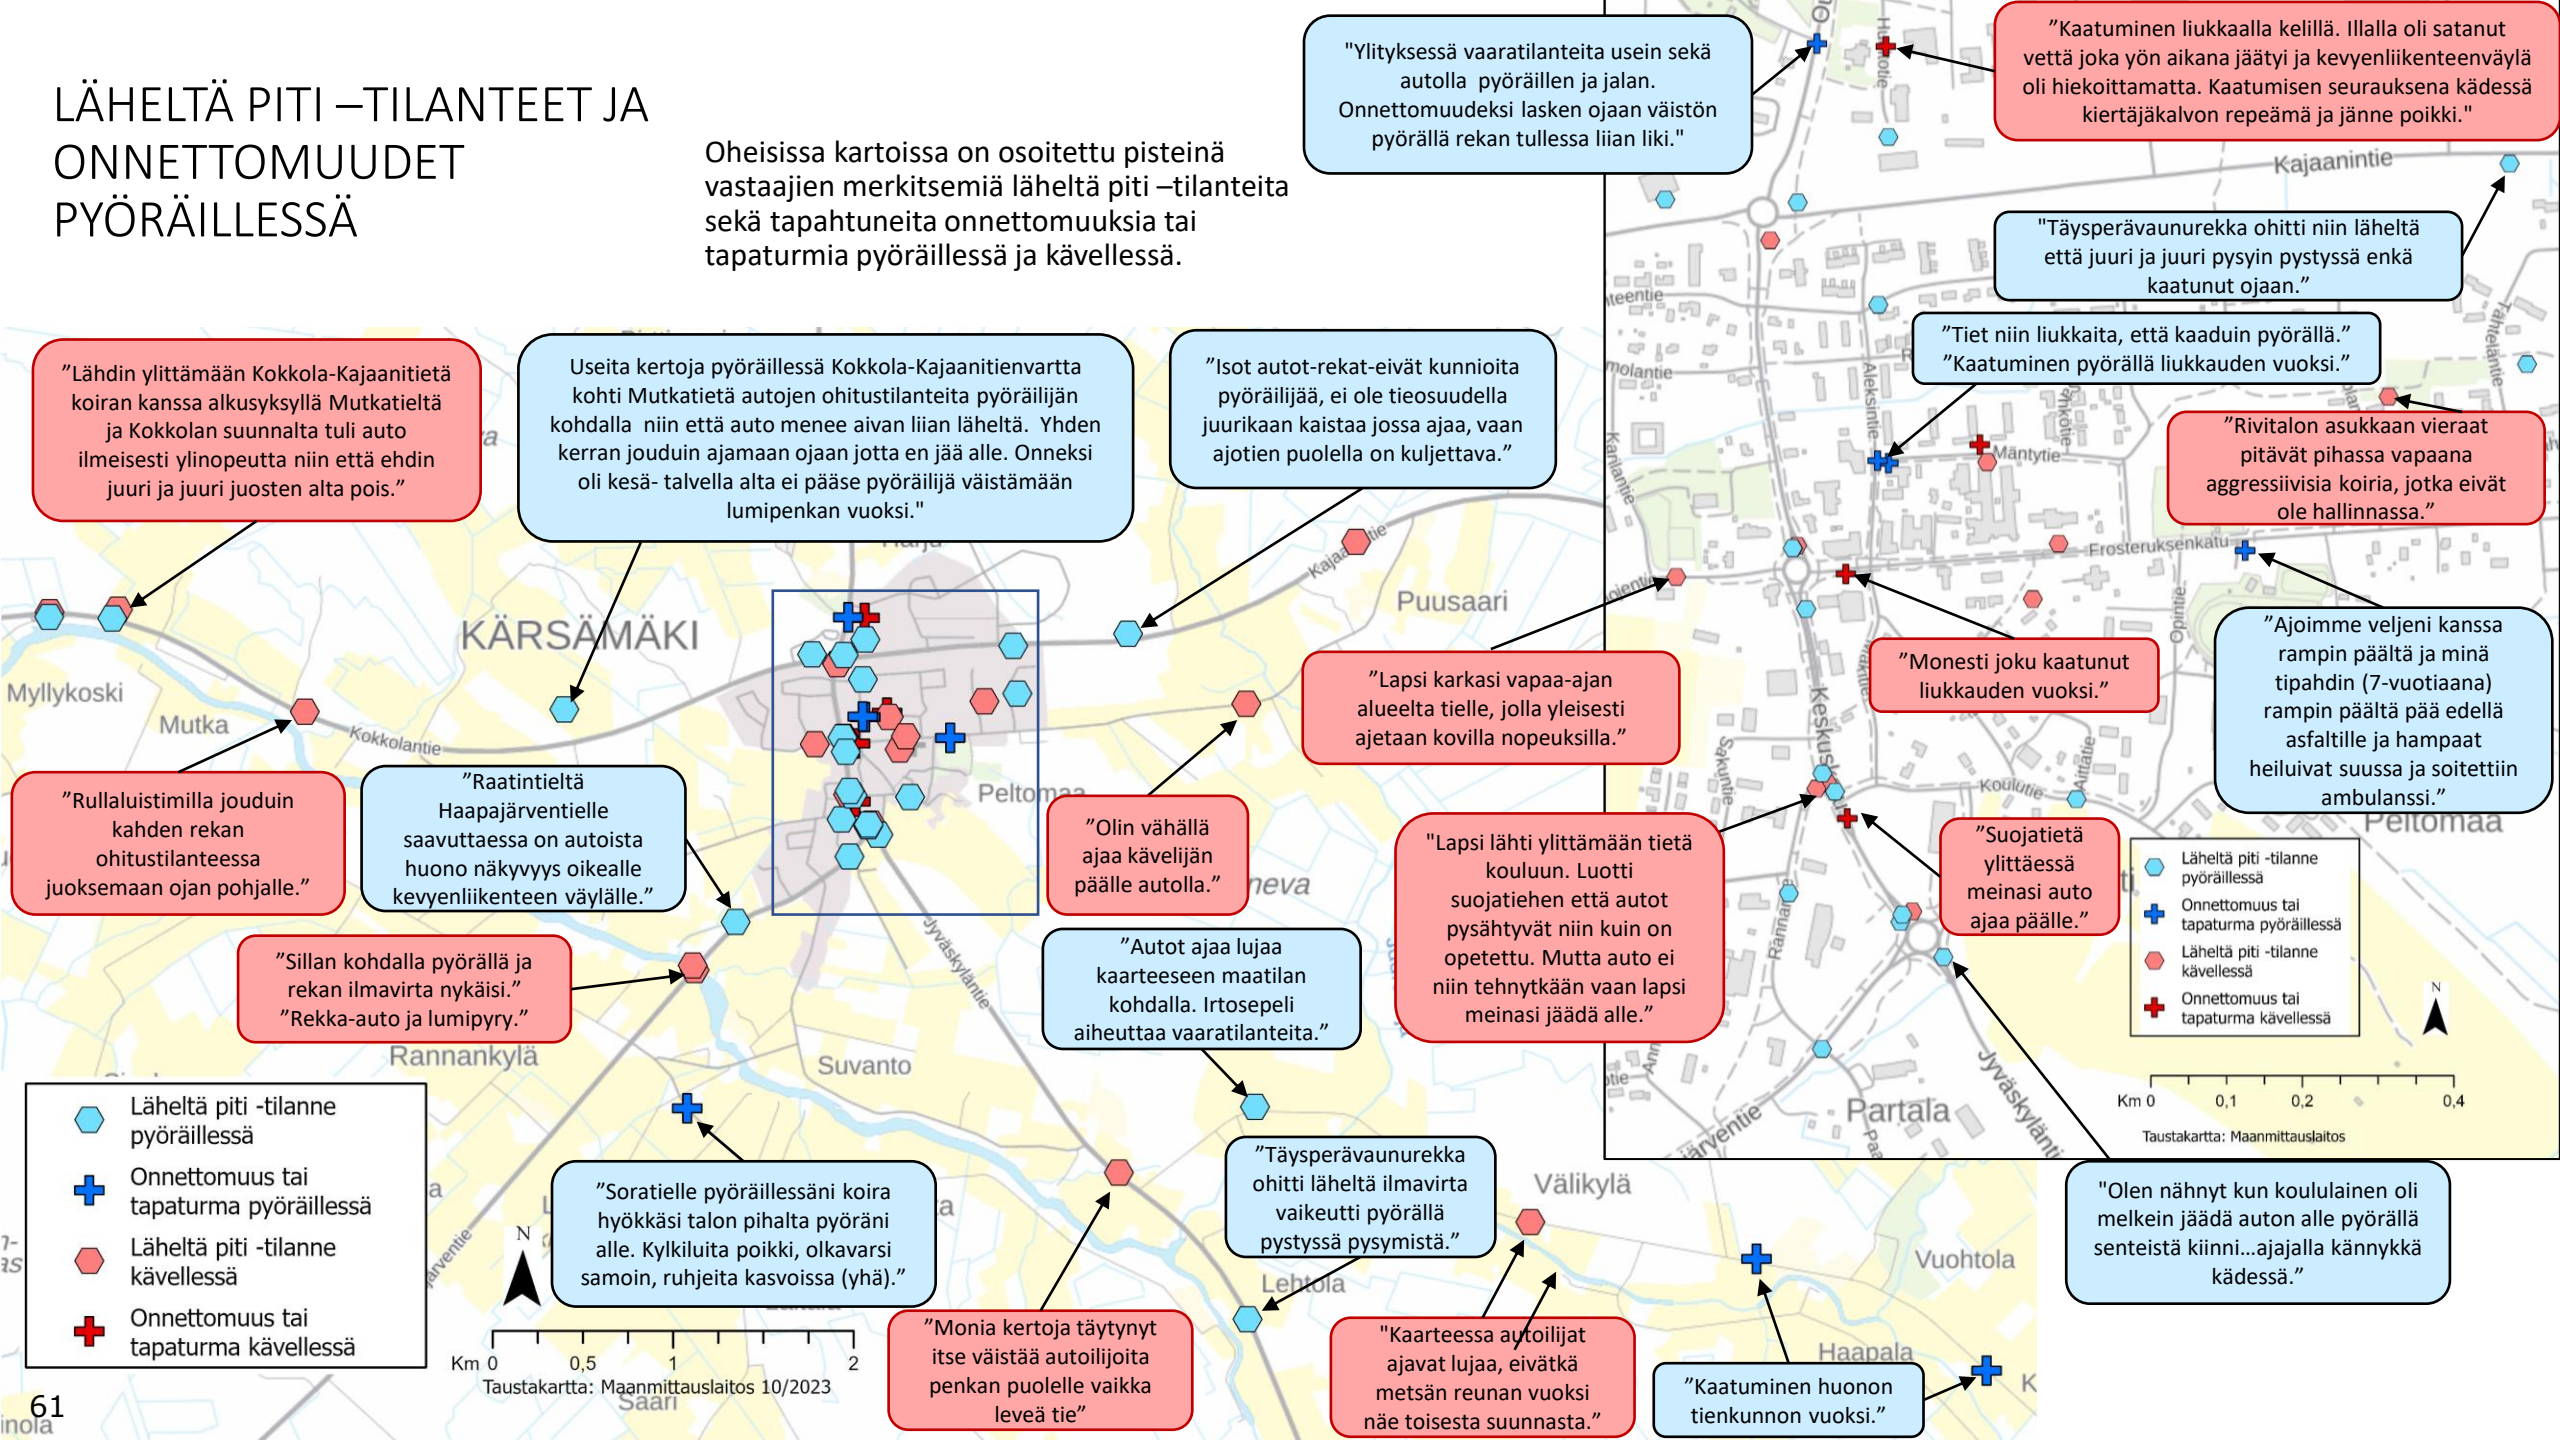 LÄHELTÄ PITI –TILANTEET JA
ONNETTOMUUDET
PYÖRÄILLESSÄ
Oheisissa kartoissa on osoitettu pisteinä
vastaajien merkitsemiä läheltä piti –tilanteita
sekä tapahtuneita onnettomuuksia tai
tapaturmia pyöräillessä ja kävellessä.
"Ylityksessä vaaratilanteita usein sekä
autolla  pyöräillen ja jalan.
Onnettomuudeksi lasken ojaan väistön
pyörällä rekan tullessa liian liki."
”Kaatuminen liukkaalla kelillä. Illalla oli satanut
vettä joka yön aikana jäätyi ja kevyenliikenteenväylä
oli hiekoittamatta. Kaatumisen seurauksena kädessä
kiertäjäkalvon repeämä ja jänne poikki."
Kajaanintie
"Täysperävaunurekka ohitti niin läheltä
että juuri ja juuri pysyin pystyssä enkä
kaatunut ojaan.”
”Tiet niin liukkaita, että kaaduin pyörällä.”
”Kaatuminen pyörällä liukkauden vuoksi.”
”Rivitalon asukkaan vieraat
pitävät pihassa vapaana
aggressiivisia koiria, jotka eivät
ole hallinnassa.”
”Lähdin ylittämään Kokkola-Kajaanitietä
koiran kanssa alkusyksyllä Mutkatieltä
ja Kokkolan suunnalta tuli auto
ilmeisesti ylinopeutta niin että ehdin
juuri ja juuri juosten alta pois.”
Useita kertoja pyöräillessä Kokkola-Kajaanitienvartta
kohti Mutkatietä autojen ohitustilanteita pyöräilijän
kohdalla  niin että auto menee aivan liian läheltä.  Yhden
kerran jouduin ajamaan ojaan jotta en jää alle. Onneksi
oli kesä- talvella alta ei pääse pyöräilijä väistämään
lumipenkan vuoksi."
”Isot autot-rekat-eivät kunnioita
pyöräilijää, ei ole tieosuudella
juurikaan kaistaa jossa ajaa, vaan
ajotien puolella on kuljettava.”
Aleksintie
Karilantie
Mäntytie
Frosteruksenkatu
Opintie
Sakuntie
Koulutie
Aittatie
Partala
Peltomaa
KÄRSÄMÄKI
Puusaari
Myllykoski
Mutka
Kokkolantie
Peltomaa
Jyväskyläntie
Rannankylä
Suvanto
Välikylä
Lehtola
Vuohtola
Haapala
Saari
”Lapsi karkasi vapaa-ajan
alueelta tielle, jolla yleisesti
ajetaan kovilla nopeuksilla.”
”Monesti joku kaatunut
liukkauden vuoksi.”
”Ajoimme veljeni kanssa
rampin päältä ja minä
tipahdin (7-vuotiaana)
rampin päältä pää edellä
asfaltille ja hampaat
heiluivat suussa ja soitettiin
ambulanssi.”
”Rullaluistimilla jouduin
kahden rekan
ohitustilanteessa
juoksemaan ojan pohjalle.”
”Raatintieltä
Haapajärventielle
saavuttaessa on autoista
huono näkyvyys oikealle
kevyenliikenteen väylälle.”
”Olin vähällä
ajaa kävelijän
päälle autolla.”
"Lapsi lähti ylittämään tietä
kouluun. Luotti
suojatiehen että autot
pysähtyvät niin kuin on
opetettu. Mutta auto ei
niin tehnytkään vaan lapsi
meinasi jäädä alle.”
”Suojatietä
ylittäessä
meinasi auto
ajaa päälle.”
”Sillan kohdalla pyörällä ja
rekan ilmavirta nykäisi.”
”Rekka-auto ja lumipyry.”
”Autot ajaa lujaa
kaarteeseen maatilan
kohdalla. Irtosepeli
aiheuttaa vaaratilanteita.”
Läheltä piti -tilanne
pyöräillessä
Onnettomuus tai
tapaturma pyöräillessä
Läheltä piti -tilanne
kävellessä
Onnettomuus tai
tapaturma kävellessä
N
Km 0 0,1 0,2 0,4
Taustakartta: Maanmittauslaitos
Läheltä piti -tilanne
pyöräillessä
Onnettomuus tai
tapaturma pyöräillessä
Läheltä piti -tilanne
kävellessä
Onnettomuus tai
tapaturma kävellessä
N
Km 0 0,5 1 2
Taustakartta: Maanmittauslaitos 10/2023
”Soratielle pyöräillessäni koira
hyökkäsi talon pihalta pyöräni
alle. Kylkiluita poikki, olkavarsi
samoin, ruhjeita kasvoissa (yhä).”
”Täysperävaunurekka
ohitti läheltä ilmavirta
vaikeutti pyörällä
pystyssä pysymistä.”
"Olen nähnyt kun koululainen oli
melkein jäädä auton alle pyörällä
senteistä kiinni…ajajalla kännykkä
kädessä.”
”Monia kertoja täytynyt
itse väistää autoilijoita
penkan puolelle vaikka
leveä tie”
"Kaarteessa autoilijat
ajavat lujaa, eivätkä
metsän reunan vuoksi
näe toisesta suunnasta.”
”Kaatuminen huonon
tienkunnon vuoksi.”
61